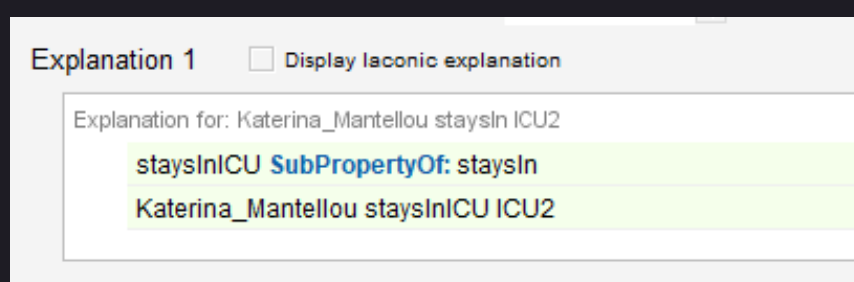 Explanation 1 Display laconic explanation
Explanation for: Katerina_Mantellou staysIn ICU2
staysInICU SubPropertyOf: staysIn
Katerina_Mantellou staysInICU ICU2